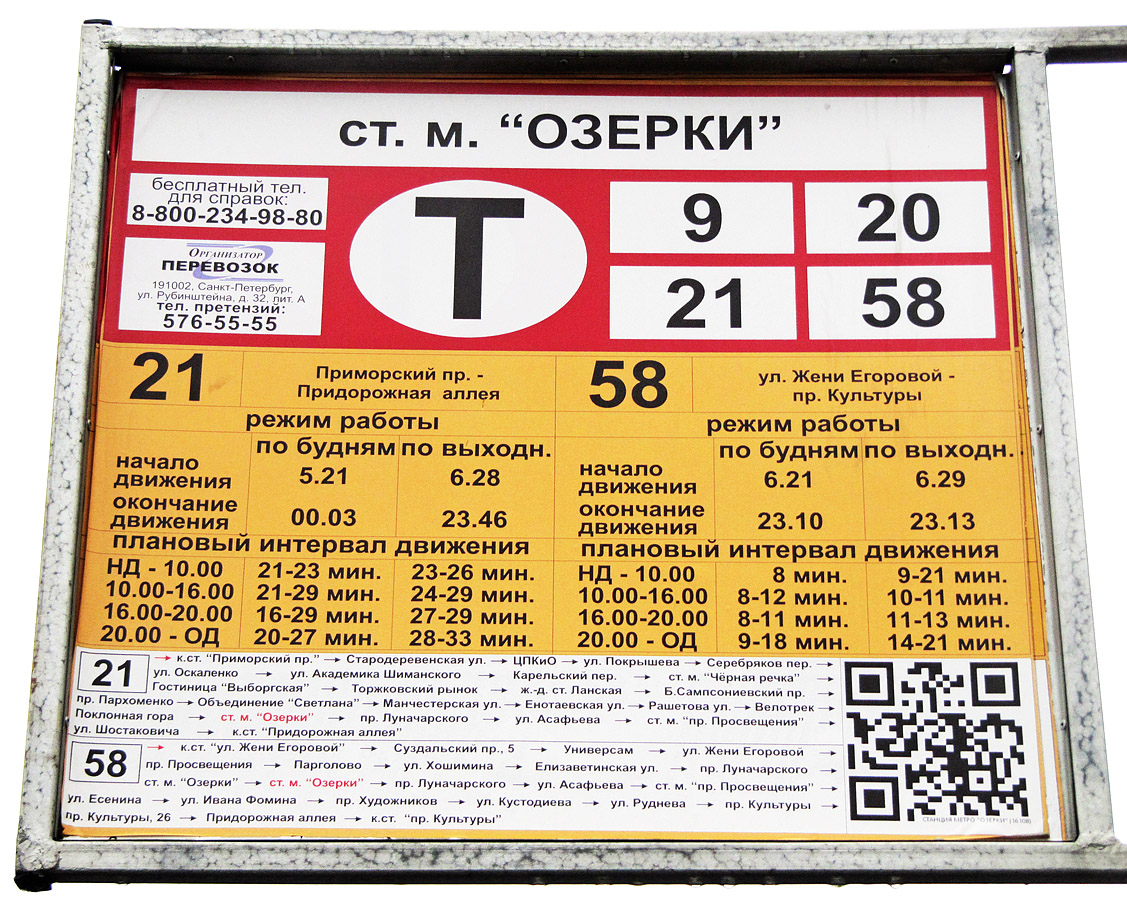 ст. м. “ОЗЕРКИ”
бесплатный тел.
для справок:
8-800-234-98-80
ОРГАНИЗАТОР
ПЕРЕВОЗОК
191002, Санкт-Петербург,
ул. Рубинштейна, д. 32, лит. А
тел. претензий:
576-55-55
Т
9 20
21 58
21 Приморский пр. -
Придорожная аллея
режим работы
по будням по выходн.
начало
движения 5.21 6.28
окончание
движения 00.03 23.46
плановый интервал движения
НД - 10.00 21-23 мин. 23-26 мин.
10.00-16.00 21-29 мин. 24-29 мин.
16.00-20.00 16-29 мин. 27-29 мин.
20.00 - ОД 20-27 мин. 28-33 мин.
58 ул. Жени Егоровой -
пр. Культуры
режим работы
по будням по выходн.
начало
движения 6.21 6.29
окончание
движения 23.10 23.13
плановый интервал движения
НД - 10.00 8 мин. 9-21 мин.
10.00-16.00 8-12 мин. 10-11 мин.
16.00-20.00 8-11 мин. 11-13 мин.
20.00 - ОД 9-18 мин. 14-21 мин.
21
→ к.ст. “Приморский пр.” → Стародеревенская ул. → ЦПКиО → ул. Покрышева → Серебряков пер. →
ул. Оскаленко → ул. Академика Шиманского → Карельский пер. → ст. м. “Чёрная речка” →
Гостиница “Выборгская” → Торжковский рынок → ж.-д. ст. Ланская → Б.Сампсониевский пр. →
пр. Пархоменко → Объединение “Светлана” → Манчестерская ул. → Енотаевская ул. → Рашетова ул. → Велотрек →
Поклонная гора → ст. м. “Озерки” → пр. Луначарского → ул. Асафьева → ст. м. “пр. Просвещения” →
ул. Шостаковича → к.ст. “Придорожная аллея”
58
→ к.ст. “ул. Жени Егоровой” → Суздальский пр., 5 → Универсам → ул. Жени Егоровой →
пр. Просвещения → Парголово → ул. Хошимина → Елизаветинская ул. → пр. Луначарского →
ст. м. “Озерки” → ст. м. “Озерки” → пр. Луначарского → ул. Асафьева → ст. м. “пр. Просвещения” →
ул. Есенина → ул. Ивана Фомина → пр. Художников → ул. Кустодиева → ул. Руднева → пр. Культуры →
пр. Культуры, 26 → Придорожная аллея → к.ст. “пр. Культуры”
СТАНЦИЯ МЕТРО “ОЗЕРКИ” (16108)